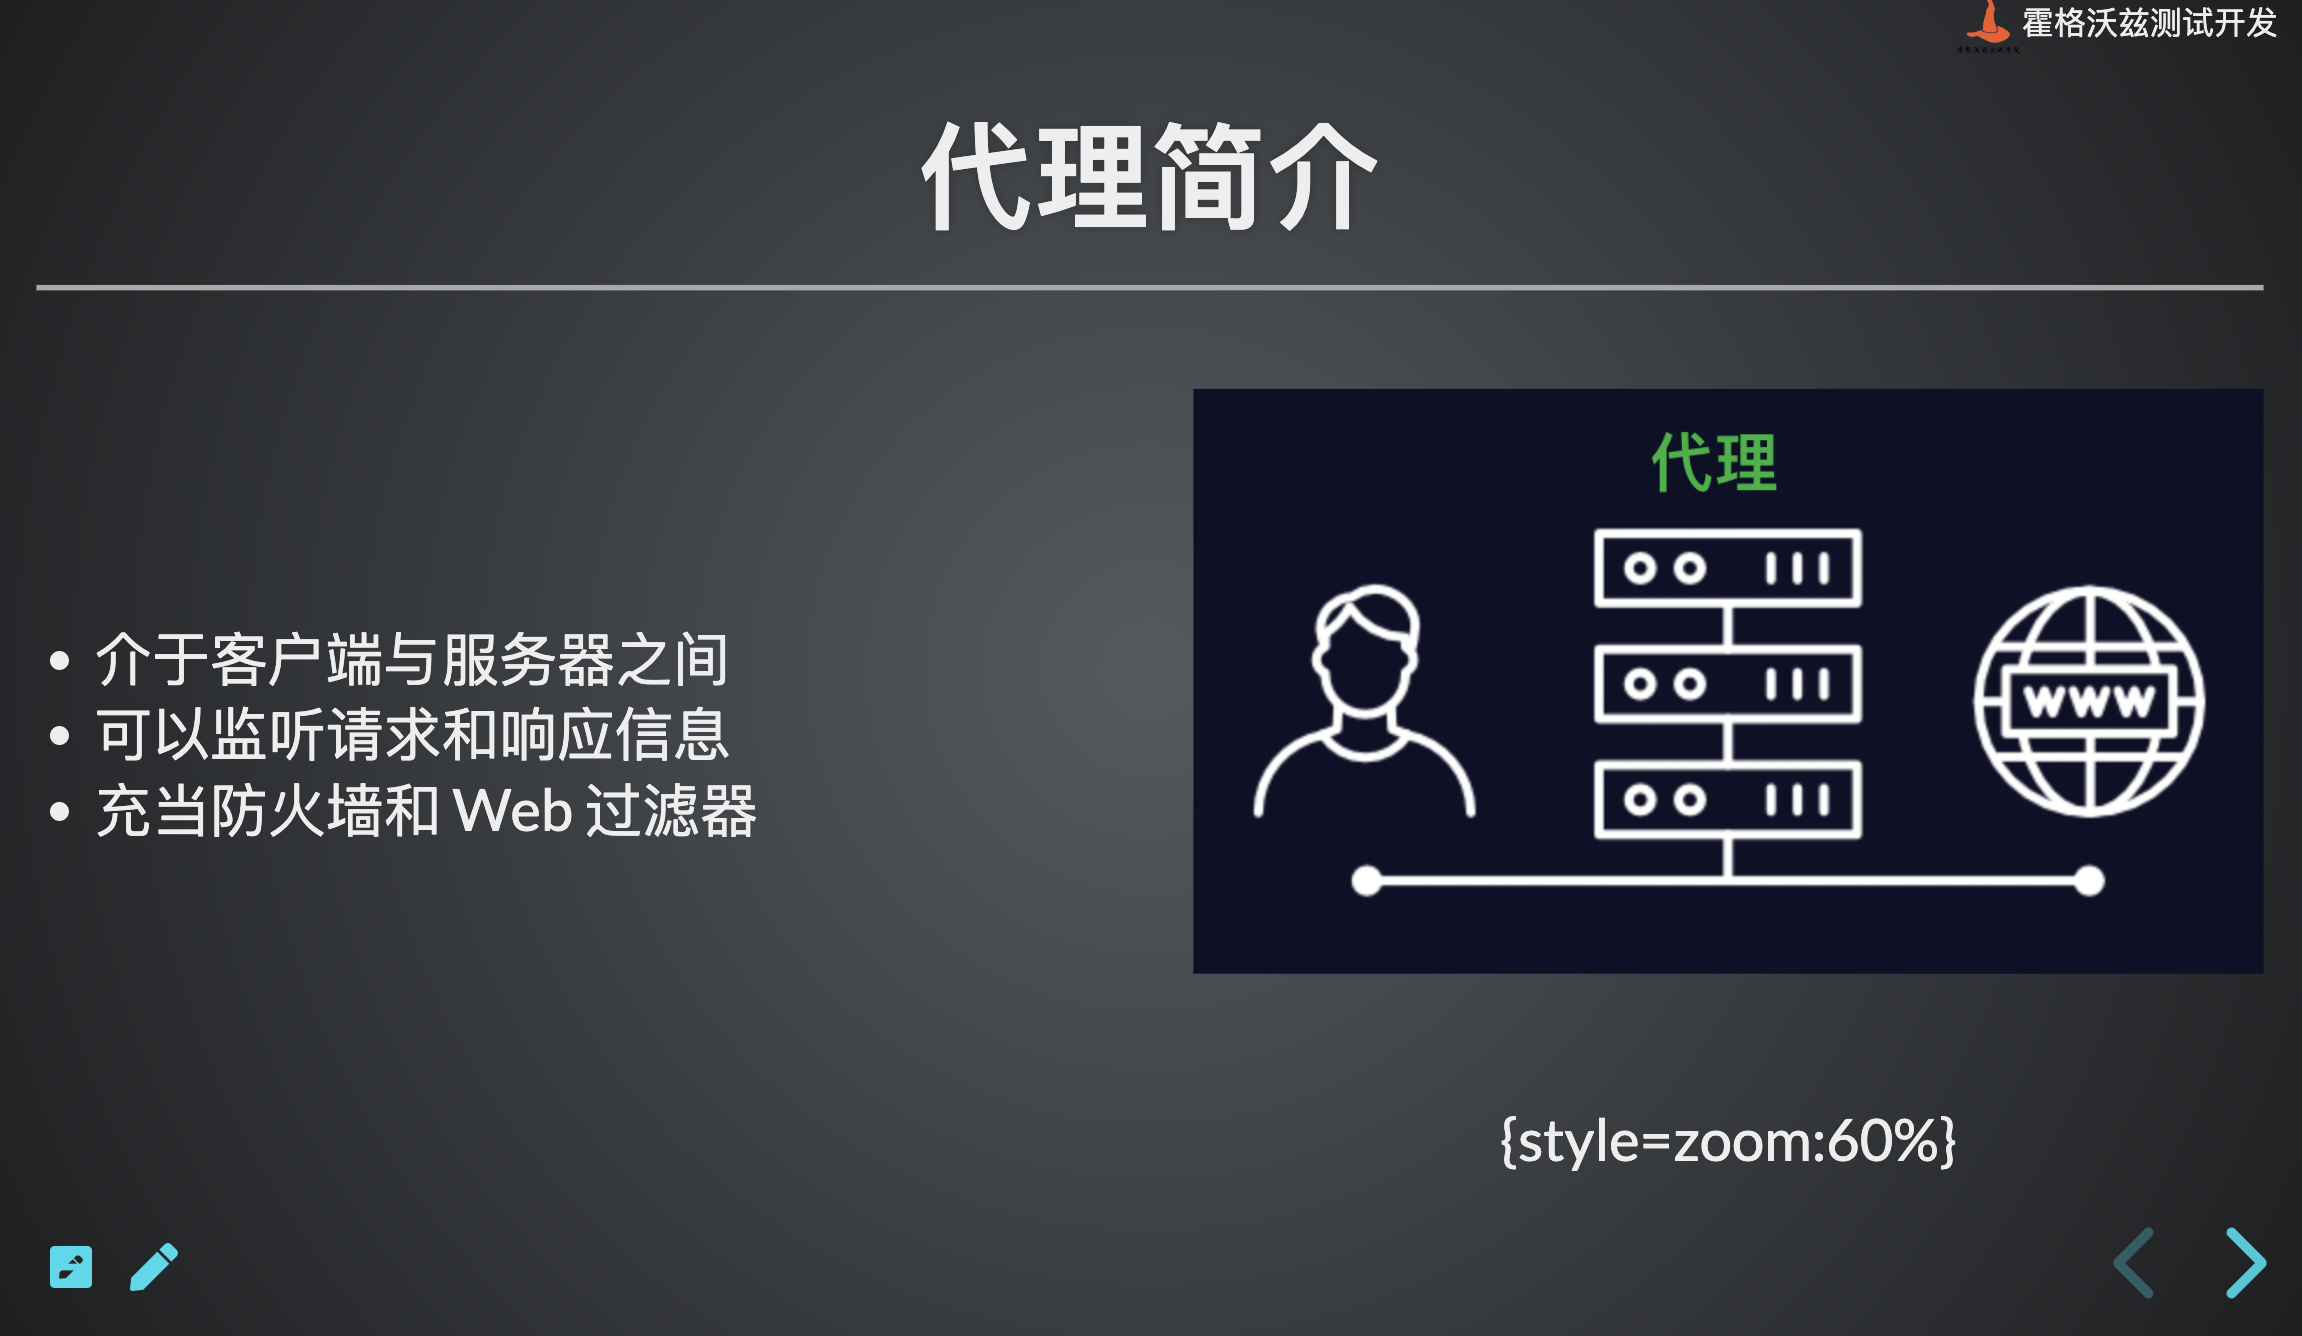 霍格沃兹测试开发
代理简介
介于客户端与服务器之间
可以监听请求和响应信息
充当防火墙和 Web 过滤器
代理
www
{style=zoom:60%}